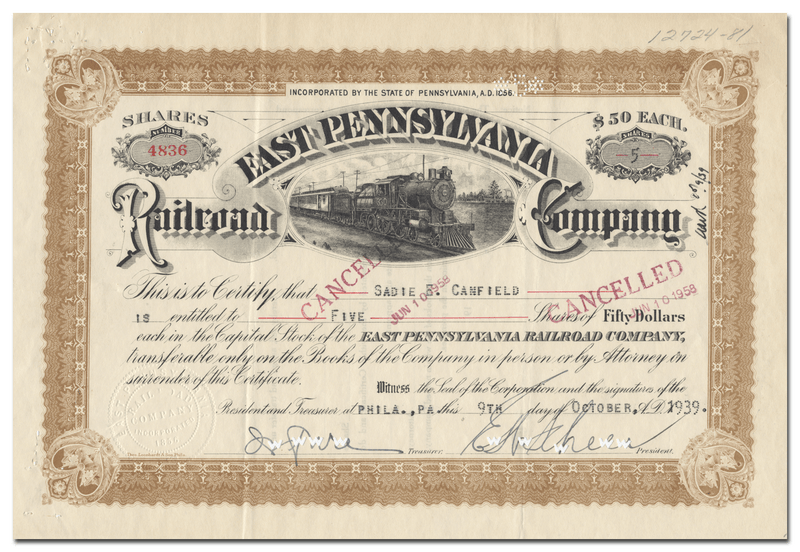 12724-81
INCORPORATED BY THE STATE OF PENNSYLVANIA, A.D. 1856.
SHARES
NUMBER
4836
$50 EACH.
SHARES
5
EAST PENNSYLVANIA
Railroad Company
This is to Certify, that SADIE S. CANFIELD
is entitled to FIVE Shares of Fifty Dollars
each in the Capital Stock of the EAST PENNSYLVANIA RAILROAD COMPANY,
transferable only on the Books of the Company in person or by Attorney on
surrender of this Certificate.
Witness the Seal of the Corporation and the signatures of the
President and Treasurer at PHILA., PA this 9TH day of OCTOBER, A.D. 1939.
Treasurer.
President.
CANCEL
JUN 10 1958
CANCELLED
JUN 10 1958